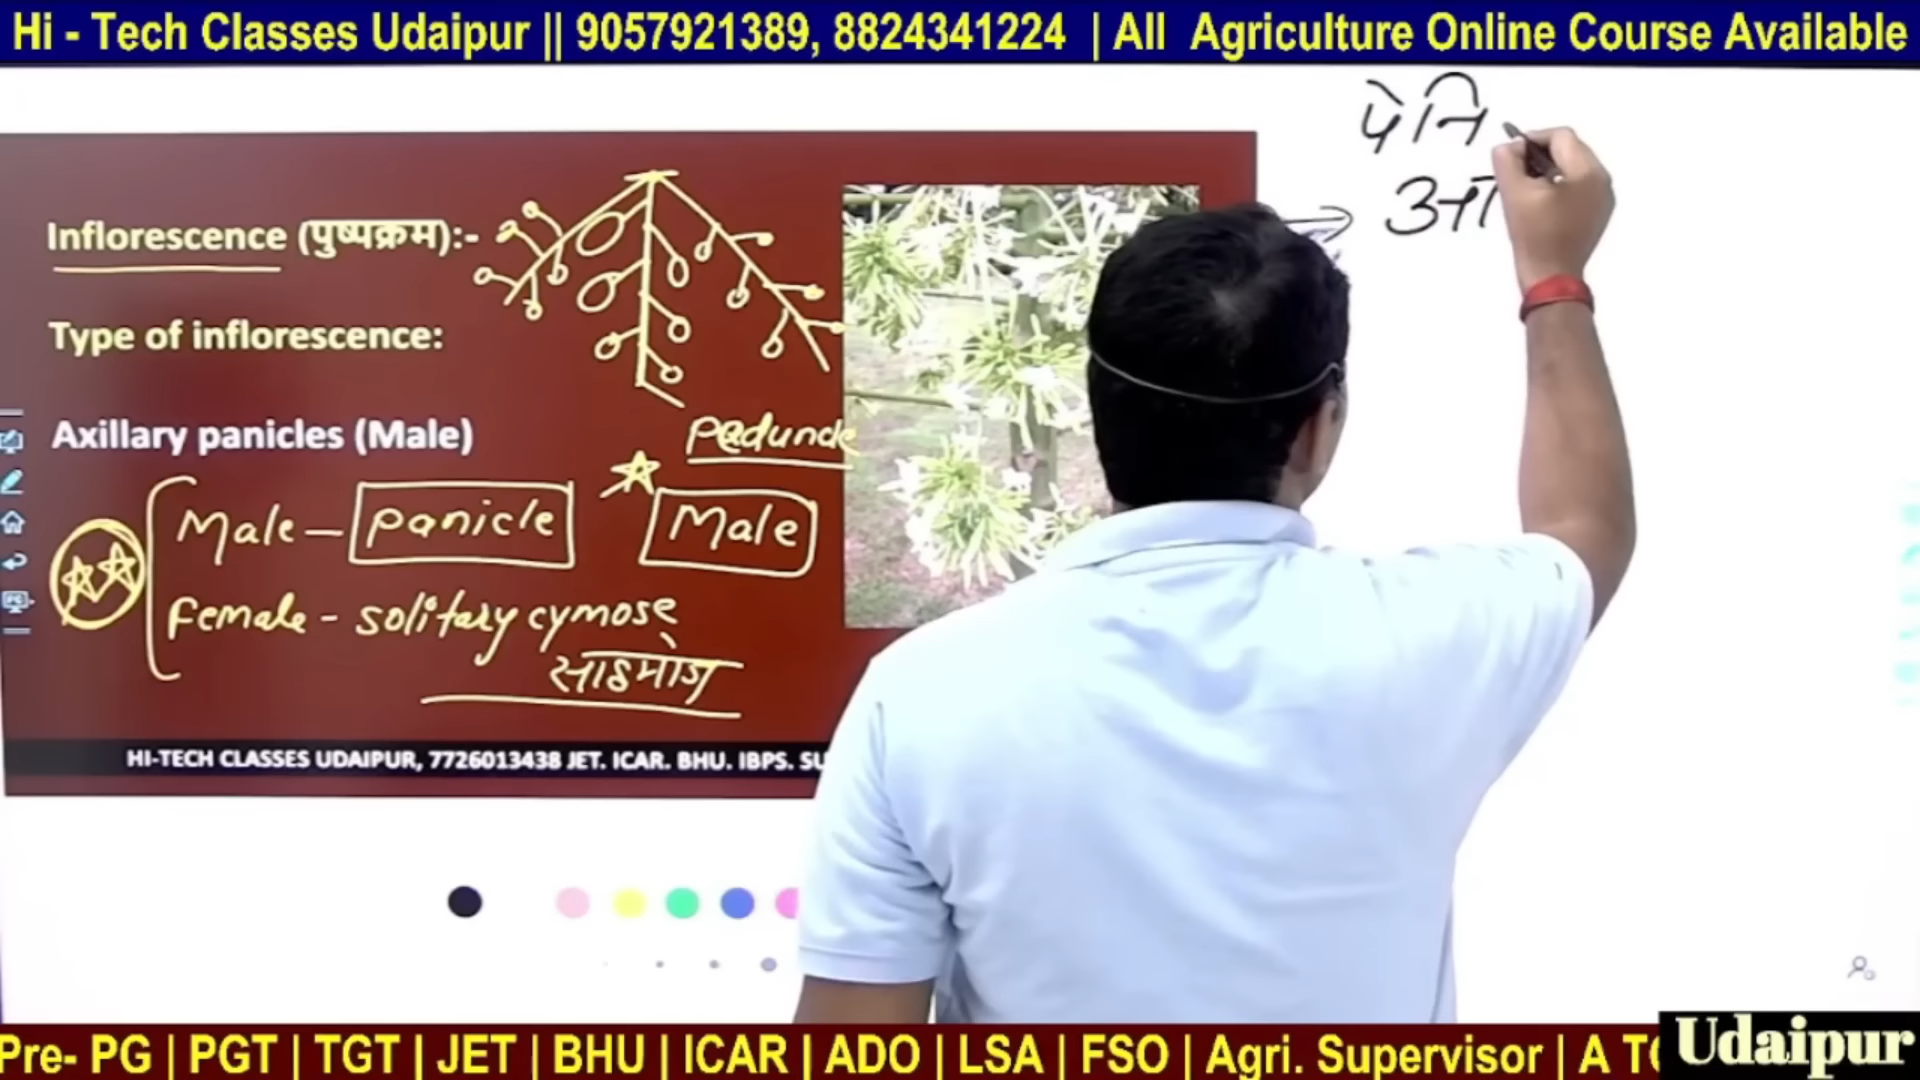 Hi - Tech Classes Udaipur || 9057921389, 8824341224 | All Agriculture Online Course Available
पेनि
आ
Inflorescence (पुष्पक्रम):-
Type of inflorescence:
Axillary panicles (Male)
Peduncle
Male – panicle
Male
Female - solitary cymose
साइमोज
HI-TECH CLASSES UDAIPUR, 7726013438 JET. ICAR. BHU. IBPS. SU
Pre- PG | PGT | TGT | JET | BHU | ICAR | ADO | LSA | FSO | Agri. Supervisor | A TO
Udaipur